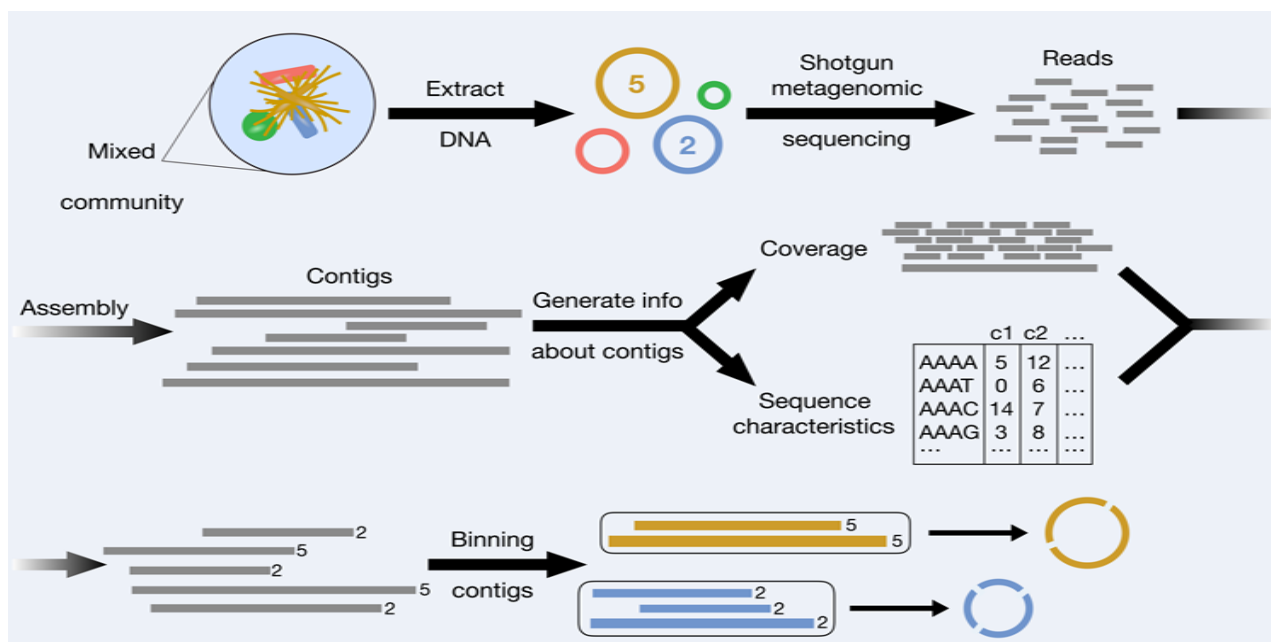 Mixed
community
Extract
DNA
5
2
Shotgun
metagenomic
sequencing
Reads
Assembly
Contigs
Generate info
about contigs
Coverage
Sequence
characteristics
c1 c2 ...
AAAA 5 12 ...
AAAT 0 6 ...
AAAC 14 7 ...
AAAG 3 8 ...
... ... ... ...
2
5
2
5
2
Binning
contigs
5
5
2
2
2